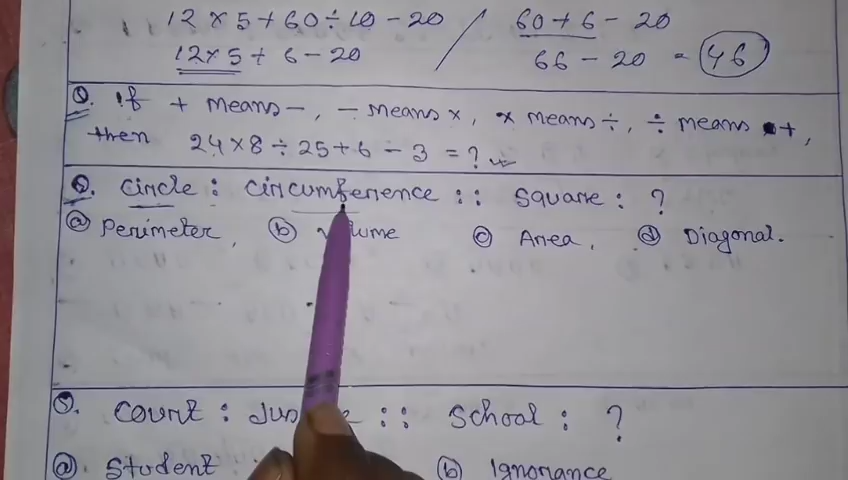 12 × 5 + 60 ÷ 10 - 20
12 × 5 + 6 - 20
60 + 6 - 20
66 - 20 = 46
Q. If + means -, - means ×, × means ÷, ÷ means +,
then 24 × 8 ÷ 25 + 6 - 3 = ?
Q. Circle : Circumference :: Square : ?
(a) Perimeter, (b) (c) Area, (d) Diagonal.
Q. Court : :: School : ?
(a) Student (b) Ignorance